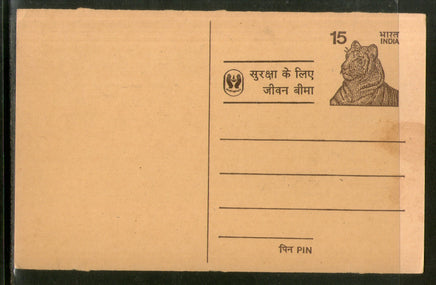 15 भारत
INDIA
सुरक्षा के लिए
जीवन बीमा
पिन PIN